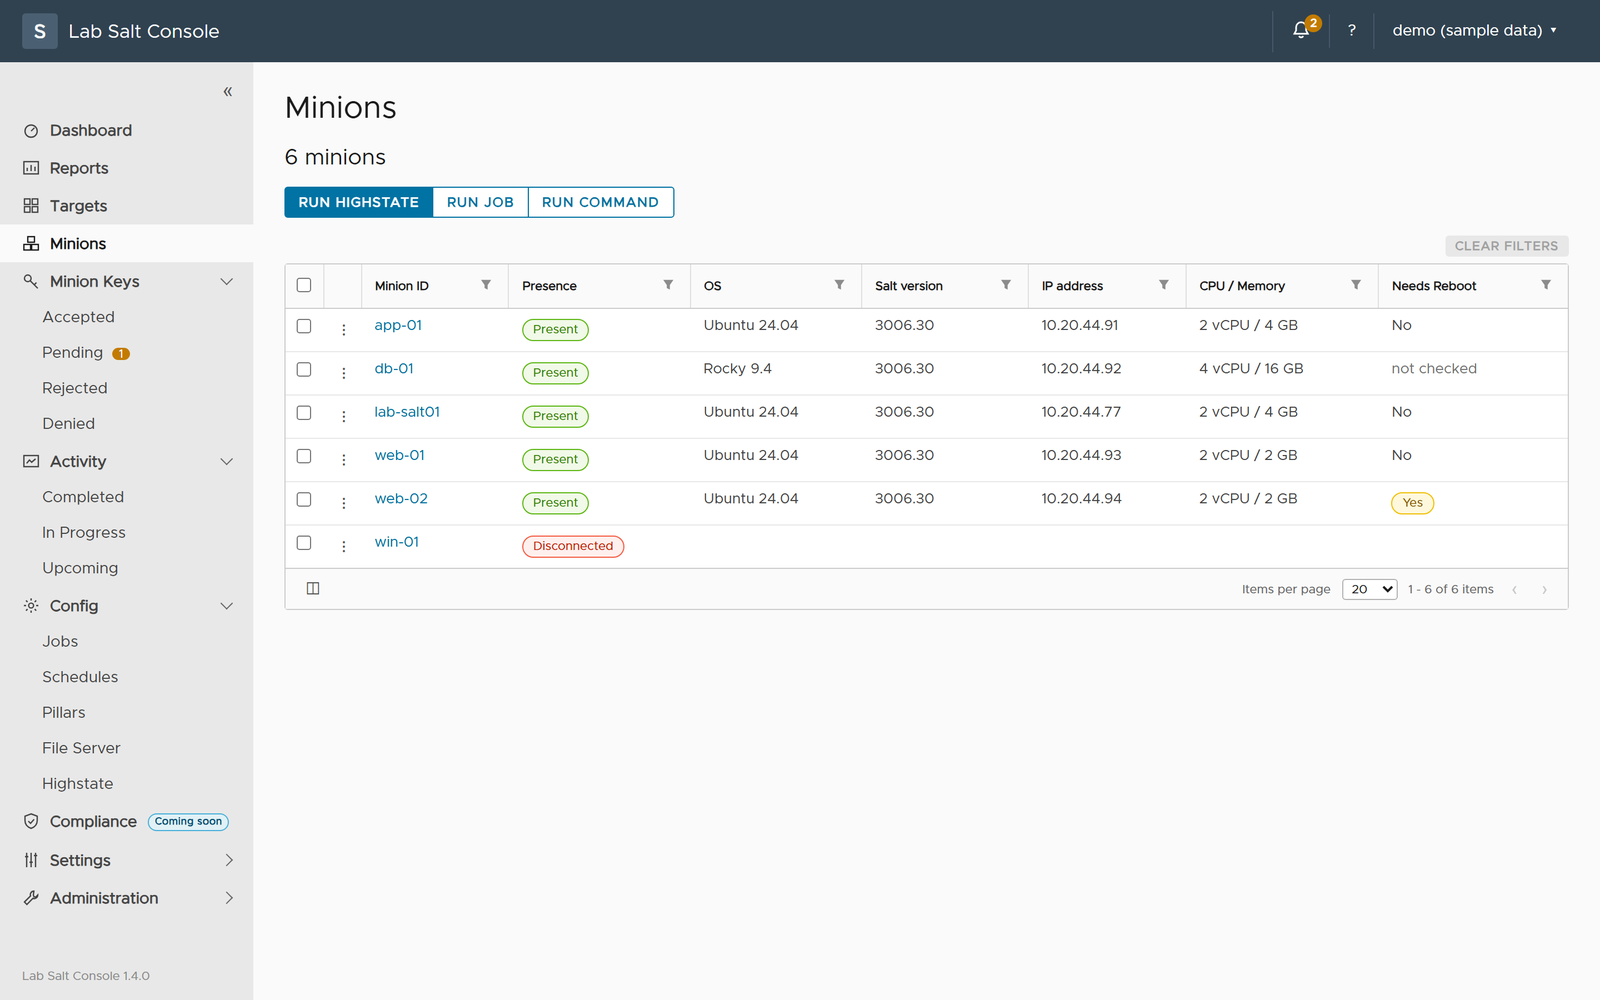 S Lab Salt Console
2 ? demo (sample data)
«
Dashboard
Reports
Targets
Minions
Minion Keys
Accepted
Pending 1
Rejected
Denied
Activity
Completed
In Progress
Upcoming
Config
Jobs
Schedules
Pillars
File Server
Highstate
Compliance Coming soon
Settings
Administration
Lab Salt Console 1.4.0
Minions
6 minions
RUN HIGHSTATE RUN JOB RUN COMMAND
CLEAR FILTERS
Minion ID Presence OS Salt version IP address CPU / Memory Needs Reboot
app-01 Present Ubuntu 24.04 3006.30 10.20.44.91 2 vCPU / 4 GB No
db-01 Present Rocky 9.4 3006.30 10.20.44.92 4 vCPU / 16 GB not checked
lab-salt01 Present Ubuntu 24.04 3006.30 10.20.44.77 2 vCPU / 4 GB No
web-01 Present Ubuntu 24.04 3006.30 10.20.44.93 2 vCPU / 2 GB No
web-02 Present Ubuntu 24.04 3006.30 10.20.44.94 2 vCPU / 2 GB Yes
win-01 Disconnected
Items per page 20 1 - 6 of 6 items ‹ ›